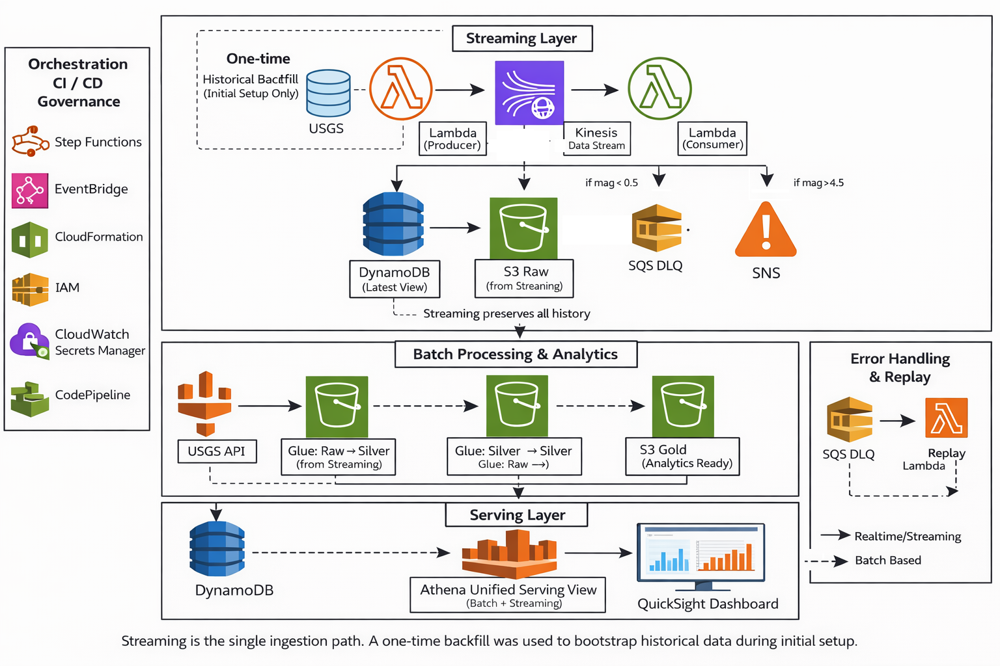 Orchestration
CI / CD
Governance
Step Functions
EventBridge
CloudFormation
IAM
CloudWatch
Secrets Manager
CodePipeline
Streaming Layer
One-time
Historical Bactfill
(Initial Setup Only)
USGS
Lambda
(Producer)
Kinesis
Data Stream
Lambda
(Consumer)
if mag < 0.5
if mag>4.5
DynamoDB
(Latest View)
S3 Raw
(from Streaning)
SQS DLQ
SNS
Streaming preserves all history
Batch Processing & Analytics
USGS API
Glue: Raw → Silver
(from Streaming)
Glue: Silver → Silver
Glue: Raw →)
S3 Gold
(Analytics Ready)
Error Handling
& Replay
SQS DLQ
Replay
Lambda
Realtime/Streaming
Batch Based
Serving Layer
DynamoDB
Athena Unified Serving View
(Batch + Streaming)
QuickSight Dashboard
Streaming is the single ingestion path. A one-time backfill was used to bootstrap historical data during initial setup.